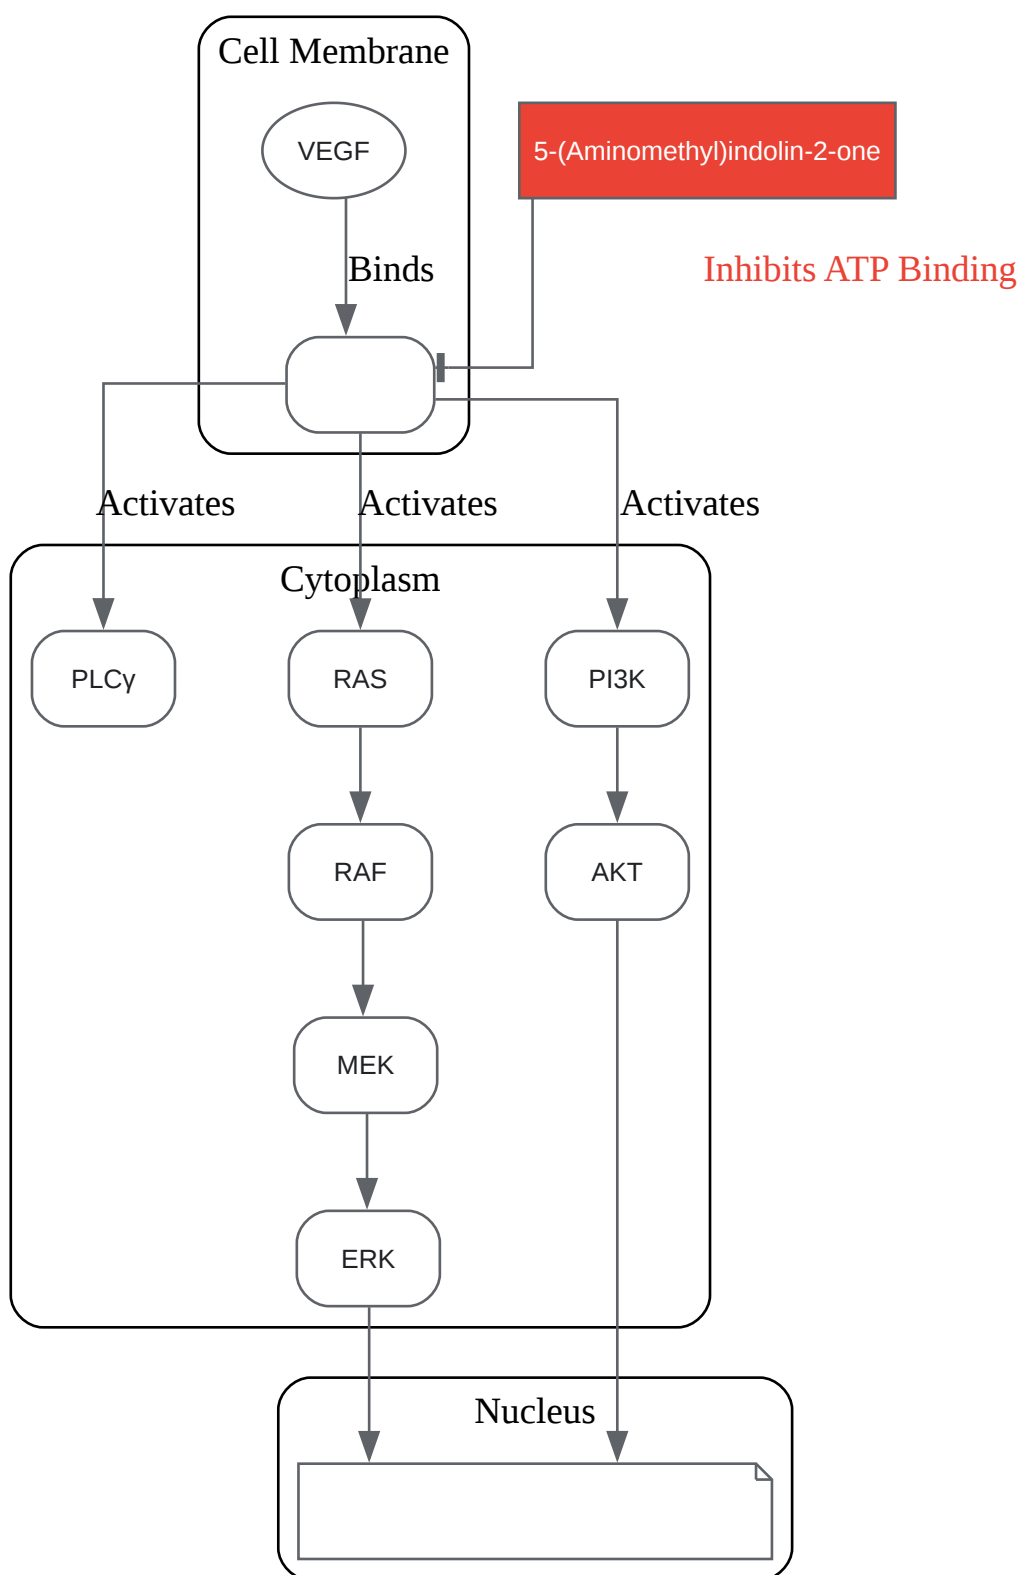 Cell Membrane
VEGF
5-(Aminomethyl)indolin-2-one
Binds
Inhibits ATP Binding
Activates
Activates
Activates
Cytoplasm
PLCγ
RAS
PI3K
RAF
AKT
MEK
ERK
Nucleus